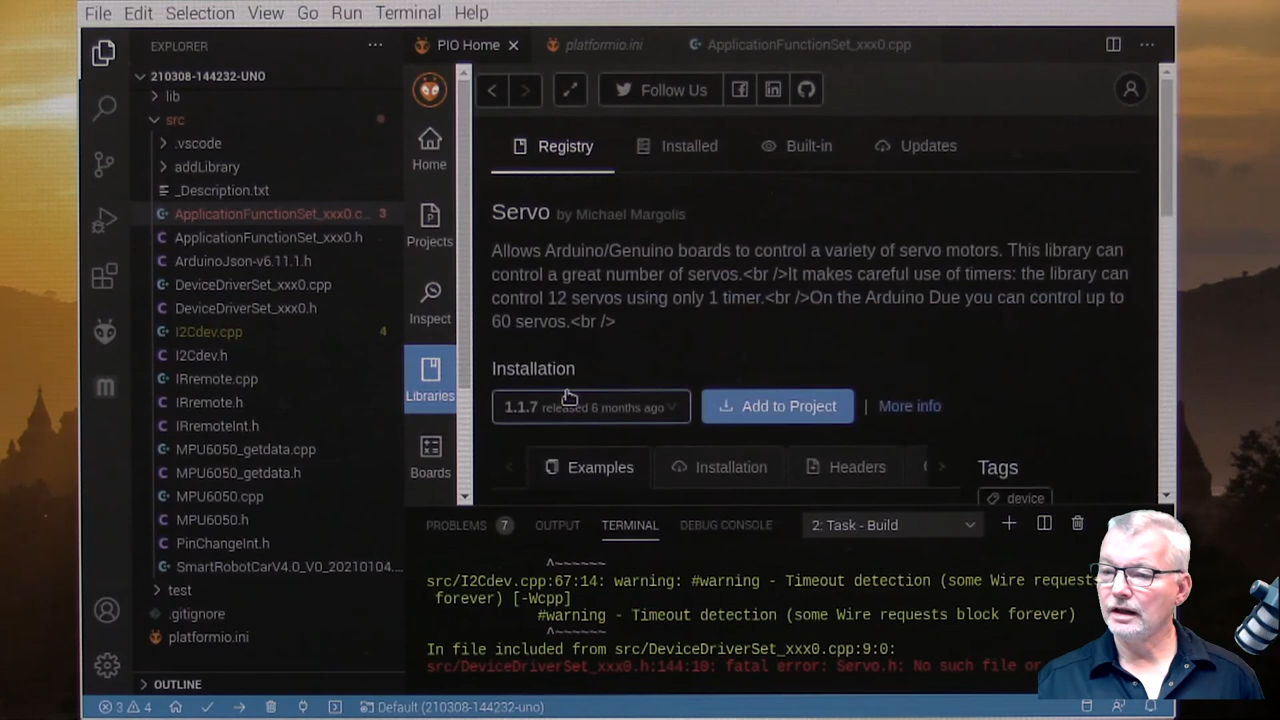 File Edit Selection View Go Run Terminal Help
EXPLORER
PIO Home
platformio.ini
ApplicationFunctionSet_xxx0.cpp
210308-144232-UNO
lib
src
.vscode
addLibrary
_Description.txt
ApplicationFunctionSet_xxx0.c... 3
ApplicationFunctionSet_xxx0.h
ArduinoJson-v6.11.1.h
DeviceDriverSet_xxx0.cpp
DeviceDriverSet_xxx0.h
I2Cdev.cpp 4
I2Cdev.h
IRremote.cpp
IRremote.h
IRremoteInt.h
MPU6050_getdata.cpp
MPU6050_getdata.h
MPU6050.cpp
MPU6050.h
PinChangeInt.h
SmartRobotCarV4.0_V0_20210104....
test
.gitignore
platformio.ini
OUTLINE
Home
Projects
Inspect
Libraries
Boards
Follow Us
Registry Installed Built-in Updates
Servo by Michael Margolis
Allows Arduino/Genuino boards to control a variety of servo motors. This library can
control a great number of servos.<br />It makes careful use of timers: the library can
control 12 servos using only 1 timer.<br />On the Arduino Due you can control up to
60 servos.<br />
Installation
1.1.7 released 6 months ago Add to Project | More info
Examples Installation Headers
Tags
device
PROBLEMS 7 OUTPUT TERMINAL DEBUG CONSOLE 2: Task - Build
^~~~~~~
src/I2Cdev.cpp:67:14: warning: #warning - Timeout detection (some Wire requests
forever) [-Wcpp]
#warning - Timeout detection (some Wire requests block forever)
^~~~~~~
In file included from src/DeviceDriverSet_xxx0.cpp:9:0:
src/DeviceDriverSet_xxx0.h:144:10: fatal error: Servo.h: No such file or
3 4 Default (210308-144232-uno)